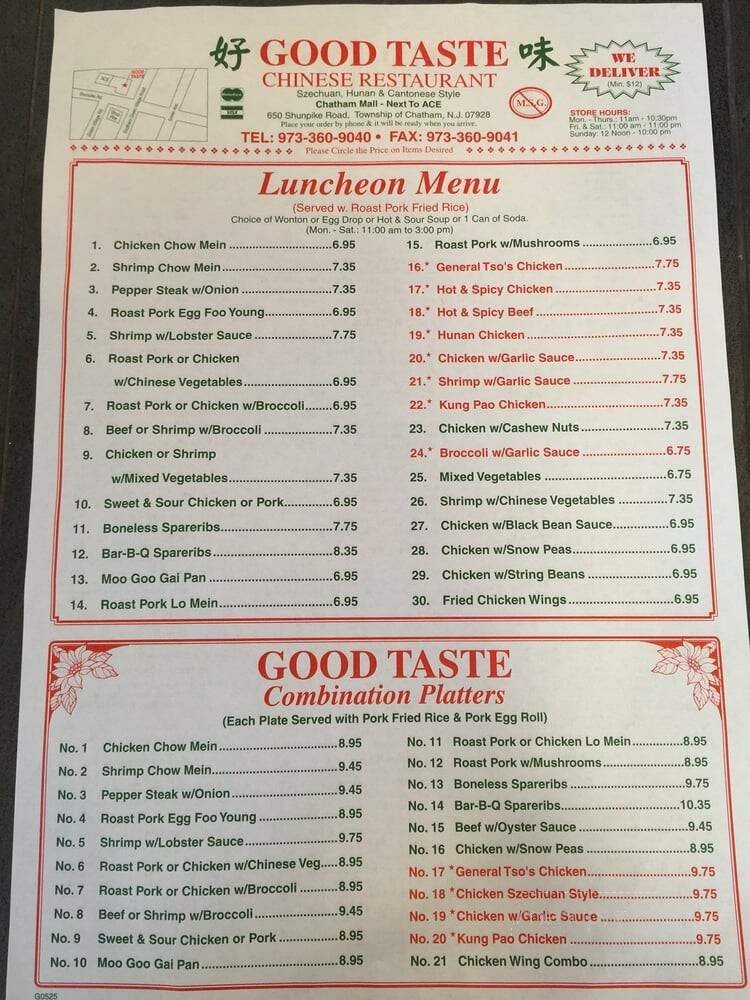 好 GOOD TASTE 味
CHINESE RESTAURANT
Szechuan, Hunan & Cantonese Style
Chatham Mall - Next To ACE
650 Shunpike Road, Township of Chatham, N.J. 07928
Place your order by phone & it will be ready when you arrive.
TEL: 973-360-9040 • FAX: 973-360-9041
Please Circle the Price on Items Desired
ACE
GOOD TASTE
VISA
M.S.G.
WE
DELIVER
(Min. $12)
STORE HOURS:
Mon. - Thurs.: 11am - 10:30pm
Fri. & Sat.: 11:00 am - 11:00 pm
Sunday: 12 Noon - 10:00 pm
Luncheon Menu
(Served w. Roast Pork Fried Rice)
Choice of Wonton or Egg Drop or Hot & Sour Soup or 1 Can of Soda.
(Mon. - Sat.: 11:00 am to 3:00 pm)
1. Chicken Chow Mein 6.95
2. Shrimp Chow Mein 7.35
3. Pepper Steak w/Onion 7.35
4. Roast Pork Egg Foo Young 6.95
5. Shrimp w/Lobster Sauce 7.75
6. Roast Pork or Chicken
w/Chinese Vegetables 6.95
7. Roast Pork or Chicken w/Broccoli 6.95
8. Beef or Shrimp w/Broccoli 7.35
9. Chicken or Shrimp
w/Mixed Vegetables 7.35
10. Sweet & Sour Chicken or Pork 6.95
11. Boneless Spareribs 7.75
12. Bar-B-Q Spareribs 8.35
13. Moo Goo Gai Pan 6.95
14. Roast Pork Lo Mein 6.95
15. Roast Pork w/Mushrooms 6.95
16.* General Tso's Chicken 7.75
17.* Hot & Spicy Chicken 7.35
18.* Hot & Spicy Beef 7.35
19.* Hunan Chicken 7.35
20.* Chicken w/Garlic Sauce 7.35
21.* Shrimp w/Garlic Sauce 7.75
22.* Kung Pao Chicken 7.35
23. Chicken w/Cashew Nuts 7.35
24.* Broccoli w/Garlic Sauce 6.75
25. Mixed Vegetables 6.75
26. Shrimp w/Chinese Vegetables 7.35
27. Chicken w/Black Bean Sauce 6.95
28. Chicken w/Snow Peas 6.95
29. Chicken w/String Beans 6.95
30. Fried Chicken Wings 6.95
GOOD TASTE
Combination Platters
(Each Plate Served with Pork Fried Rice & Pork Egg Roll)
No. 1 Chicken Chow Mein 8.95
No. 2 Shrimp Chow Mein 9.45
No. 3 Pepper Steak w/Onion 9.45
No. 4 Roast Pork Egg Foo Young 8.95
No. 5 Shrimp w/Lobster Sauce 9.75
No. 6 Roast Pork or Chicken w/Chinese Veg. 8.95
No. 7 Roast Pork or Chicken w/Broccoli 8.95
No. 8 Beef or Shrimp w/Broccoli 9.45
No. 9 Sweet & Sour Chicken or Pork 8.95
No. 10 Moo Goo Gai Pan 8.95
No. 11 Roast Pork or Chicken Lo Mein 8.95
No. 12 Roast Pork w/Mushrooms 8.95
No. 13 Boneless Spareribs 9.75
No. 14 Bar-B-Q Spareribs 10.35
No. 15 Beef w/Oyster Sauce 9.45
No. 16 Chicken w/Snow Peas 8.95
No. 17 *General Tso's Chicken 9.75
No. 18 *Chicken Szechuan Style 9.75
No. 19 *Chicken w/Garlic Sauce 9.75
No. 20 *Kung Pao Chicken 9.75
No. 21 Chicken Wing Combo 8.95
G0525